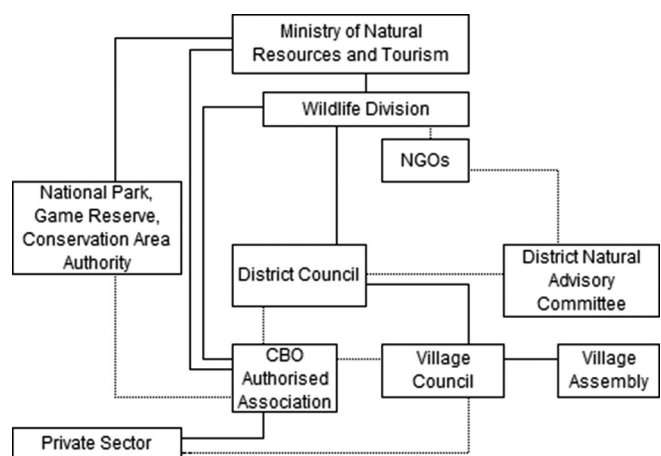 Ministry of Natural
Resources and Tourism
Wildlife Division
NGOs
National Park,
Game Reserve,
Conservation Area
Authority
District Council
District Natural
Advisory
Committee
CBO
Authorised
Association
Village
Council
Village
Assembly
Private Sector